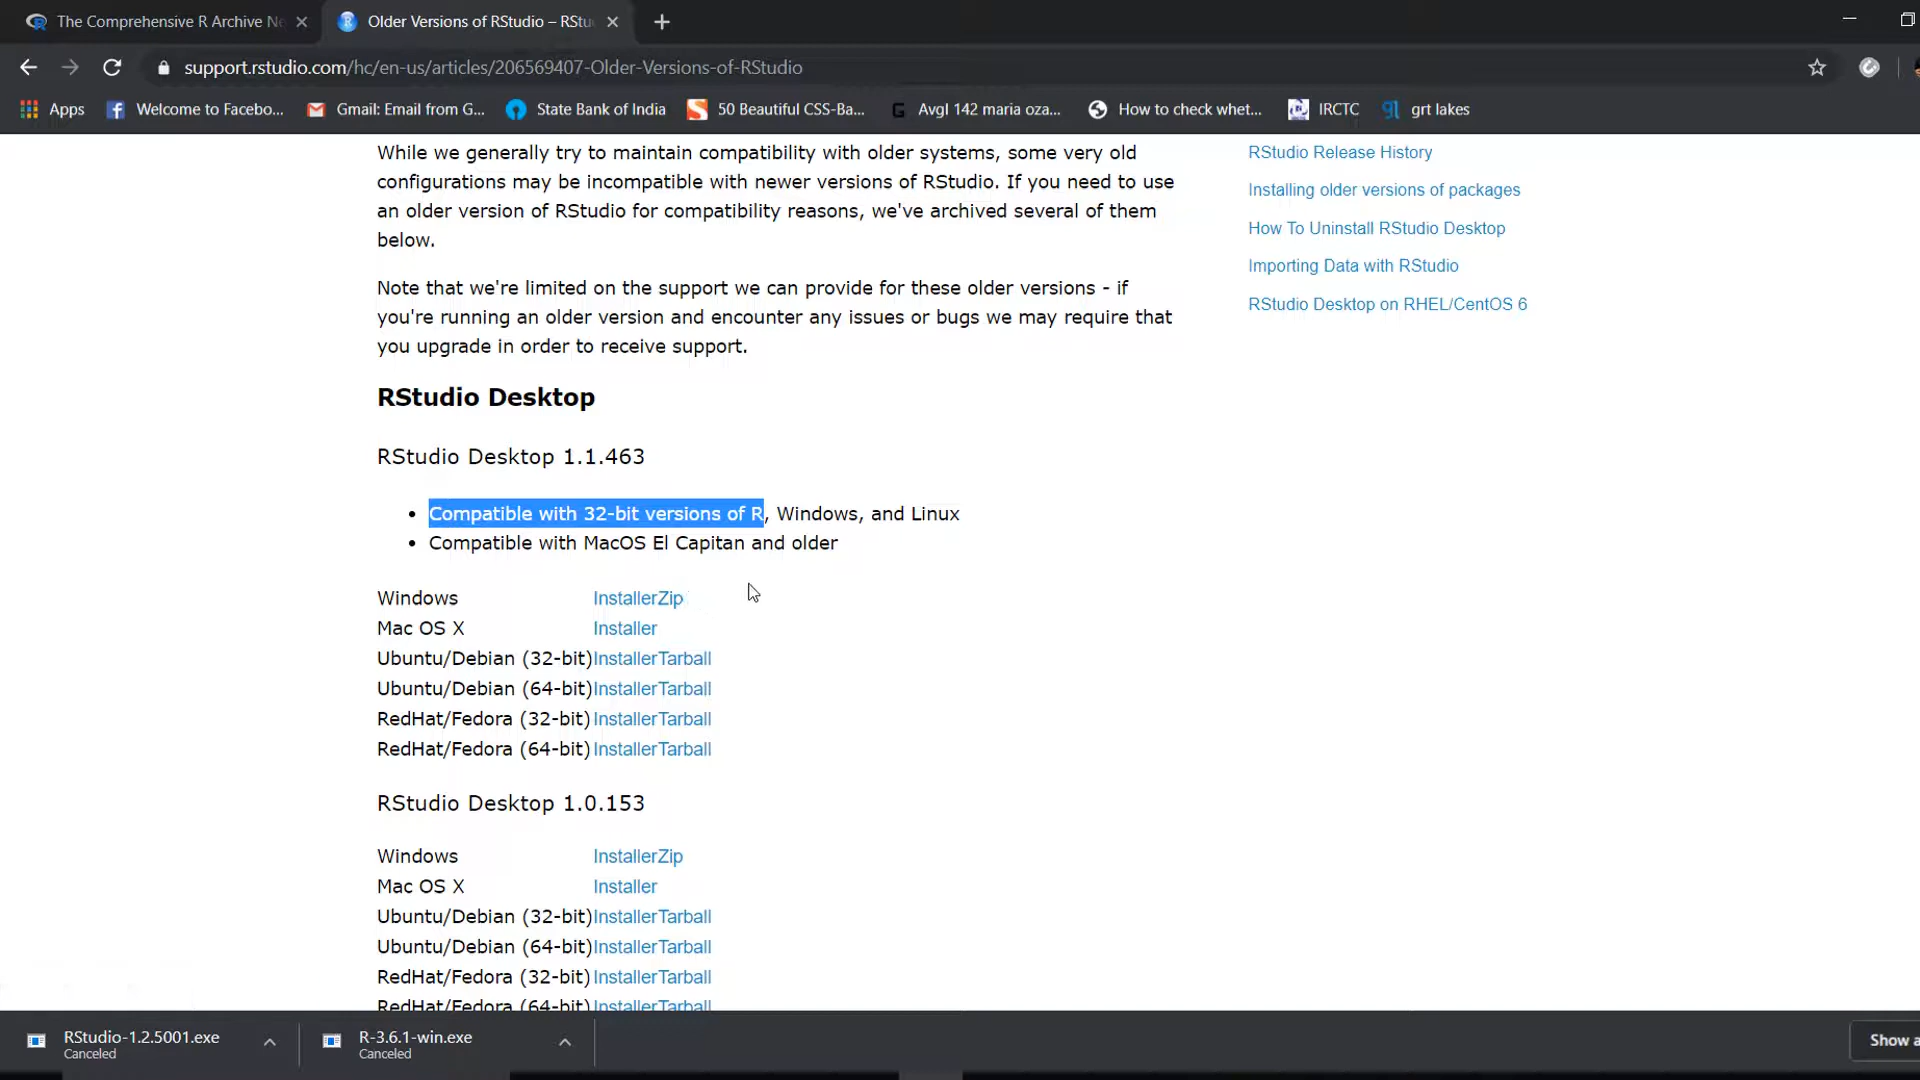 The Comprehensive R Archive Ne
Older Versions of RStudio – RStu
support.rstudio.com/hc/en-us/articles/206569407-Older-Versions-of-RStudio
Apps
Welcome to Facebo...
Gmail: Email from G...
State Bank of India
50 Beautiful CSS-Ba...
Avgl 142 maria oza...
How to check whet...
IRCTC
grt lakes
While we generally try to maintain compatibility with older systems, some very old
configurations may be incompatible with newer versions of RStudio. If you need to use
an older version of RStudio for compatibility reasons, we've archived several of them
below.
Note that we're limited on the support we can provide for these older versions - if
you're running an older version and encounter any issues or bugs we may require that
you upgrade in order to receive support.
RStudio Desktop
RStudio Desktop 1.1.463
• Compatible with 32-bit versions of R, Windows, and Linux
• Compatible with MacOS El Capitan and older
Windows InstallerZip
Mac OS X Installer
Ubuntu/Debian (32-bit)InstallerTarball
Ubuntu/Debian (64-bit)InstallerTarball
RedHat/Fedora (32-bit)InstallerTarball
RedHat/Fedora (64-bit)InstallerTarball
RStudio Desktop 1.0.153
Windows InstallerZip
Mac OS X Installer
Ubuntu/Debian (32-bit)InstallerTarball
Ubuntu/Debian (64-bit)InstallerTarball
RedHat/Fedora (32-bit)InstallerTarball
RedHat/Fedora (64-bit)InstallerTarball
RStudio Release History
Installing older versions of packages
How To Uninstall RStudio Desktop
Importing Data with RStudio
RStudio Desktop on RHEL/CentOS 6
RStudio-1.2.5001.exe
Canceled
R-3.6.1-win.exe
Canceled
Show a